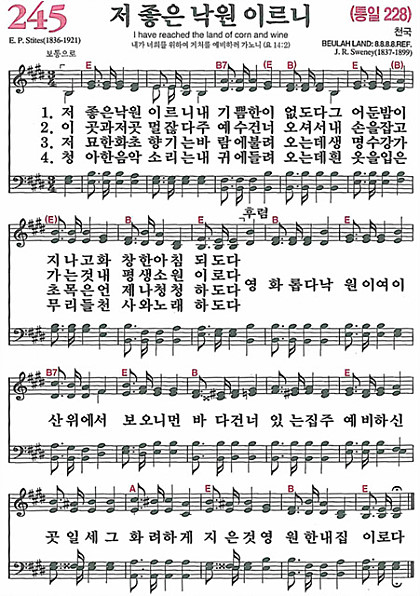 245
저 좋은 낙원 이르니
(통일 228)
I have reached the land of corn and wine
천국
E. P. Stites(1836-1921)
내가 너희를 위하여 거처를 예비하러 가노니 (요 14:2)
BEULAH LAND: 8.8.8.8.REF.
J. R. Sweney(1837-1899)
보통으로
E B7 E
1. 저 좋은낙원 이르니내 기쁨한이 없도다그 어둔밤이
2. 이 곳과저곳 멀잖다주 예수건너 오셔서내 손을잡고
3. 저 묘한화초 향기는바 람에불려 오는데생 명수강가
4. 청 아한음악 소리는내 귀에들려 오는데흰 옷을입은
후렴
(E) B E B E
지나고화 창한아침 되도다
가는것내 평생소원 이로다
초목은언 제나청청 하도다
무리들천 사와노래 하도다
영 화롭다낙 원이여이
B7 E B E
산위에서 보오니먼 바다건너 있는집주 예비하신
A E B E
곳일세그 화려하게 지은것영 원한내집 이로다